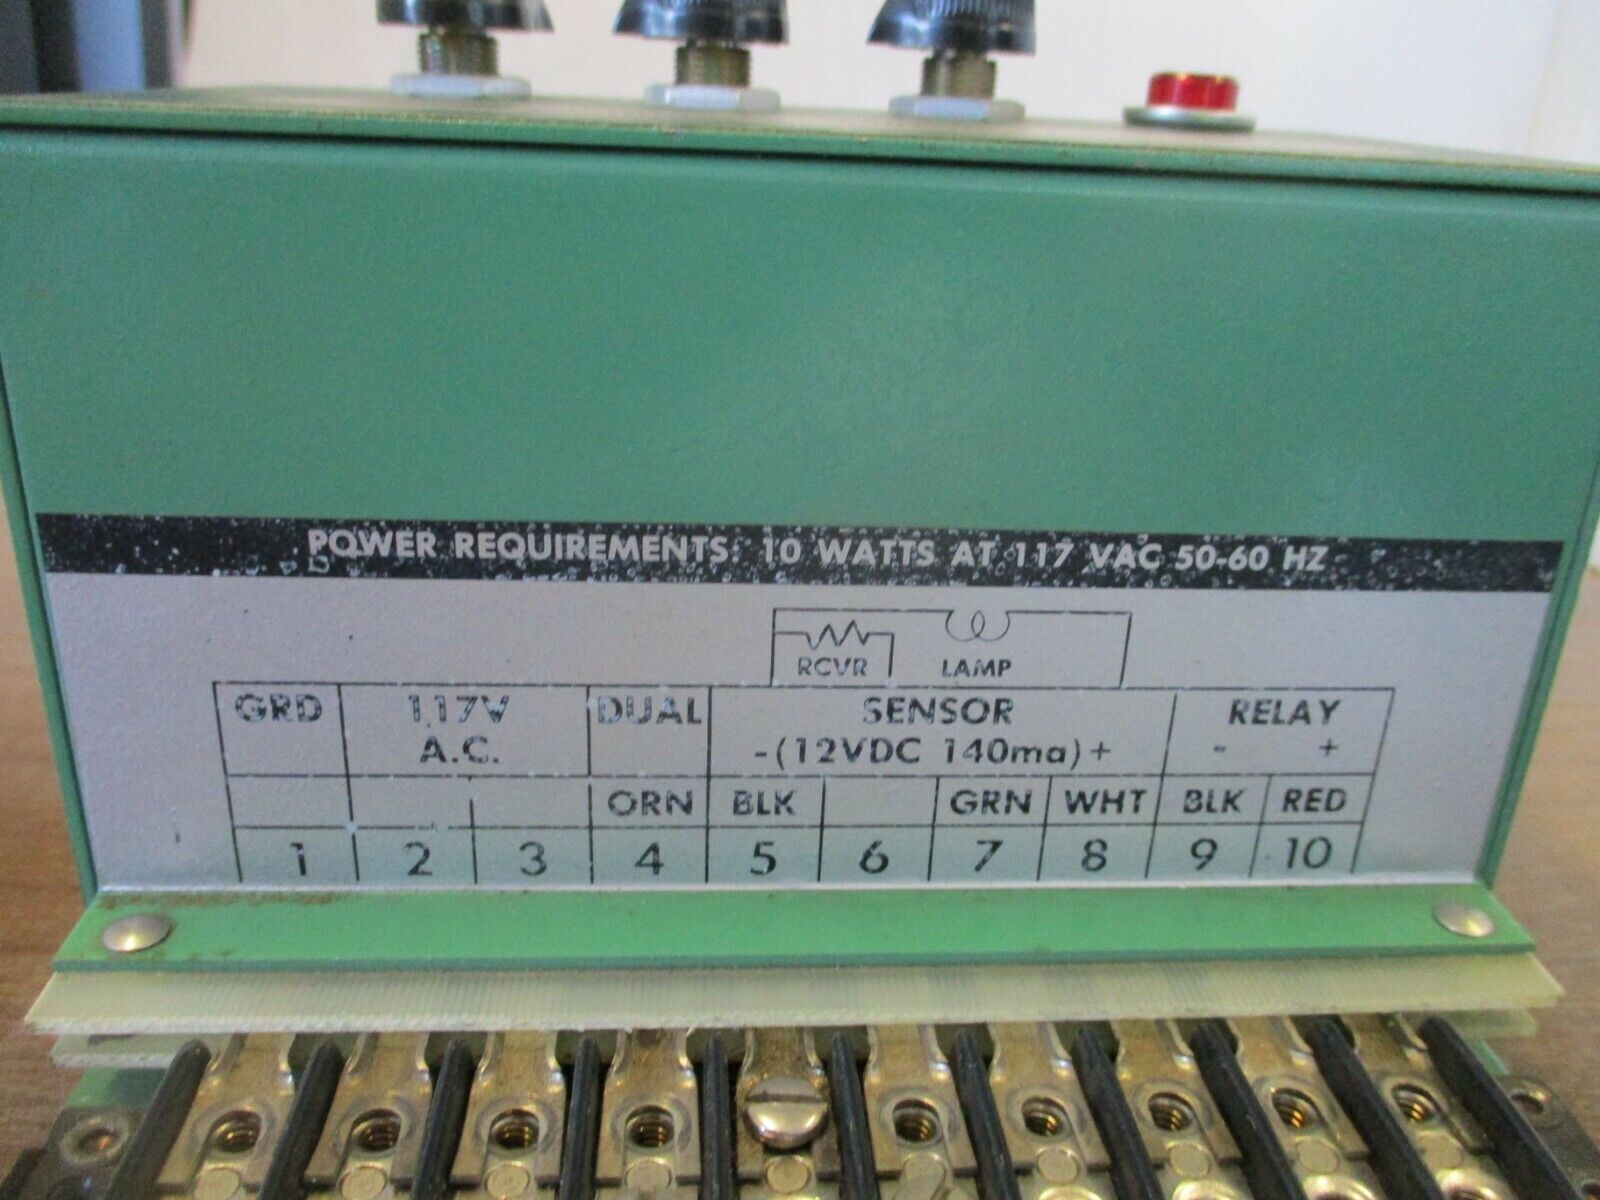 POWER REQUIREMENTS: 10 WATTS AT 117 VAC 50-60 HZ
RCVR LAMP
GRD 117V DUAL SENSOR RELAY
A.C. -(12VDC 140ma)+ - +
ORN BLK GRN WHT BLK RED
1 2 3 4 5 6 7 8 9 10